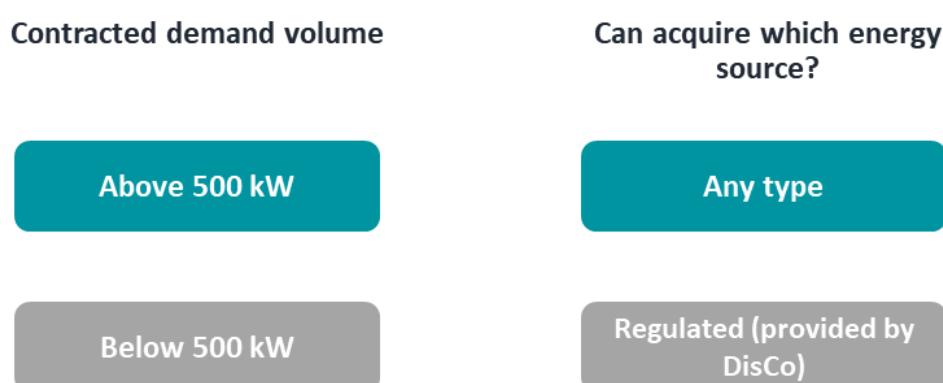 Contracted demand volume
Can acquire which energy
source?
Above 500 kW
Any type
Below 500 kW
Regulated (provided by
DisCo)